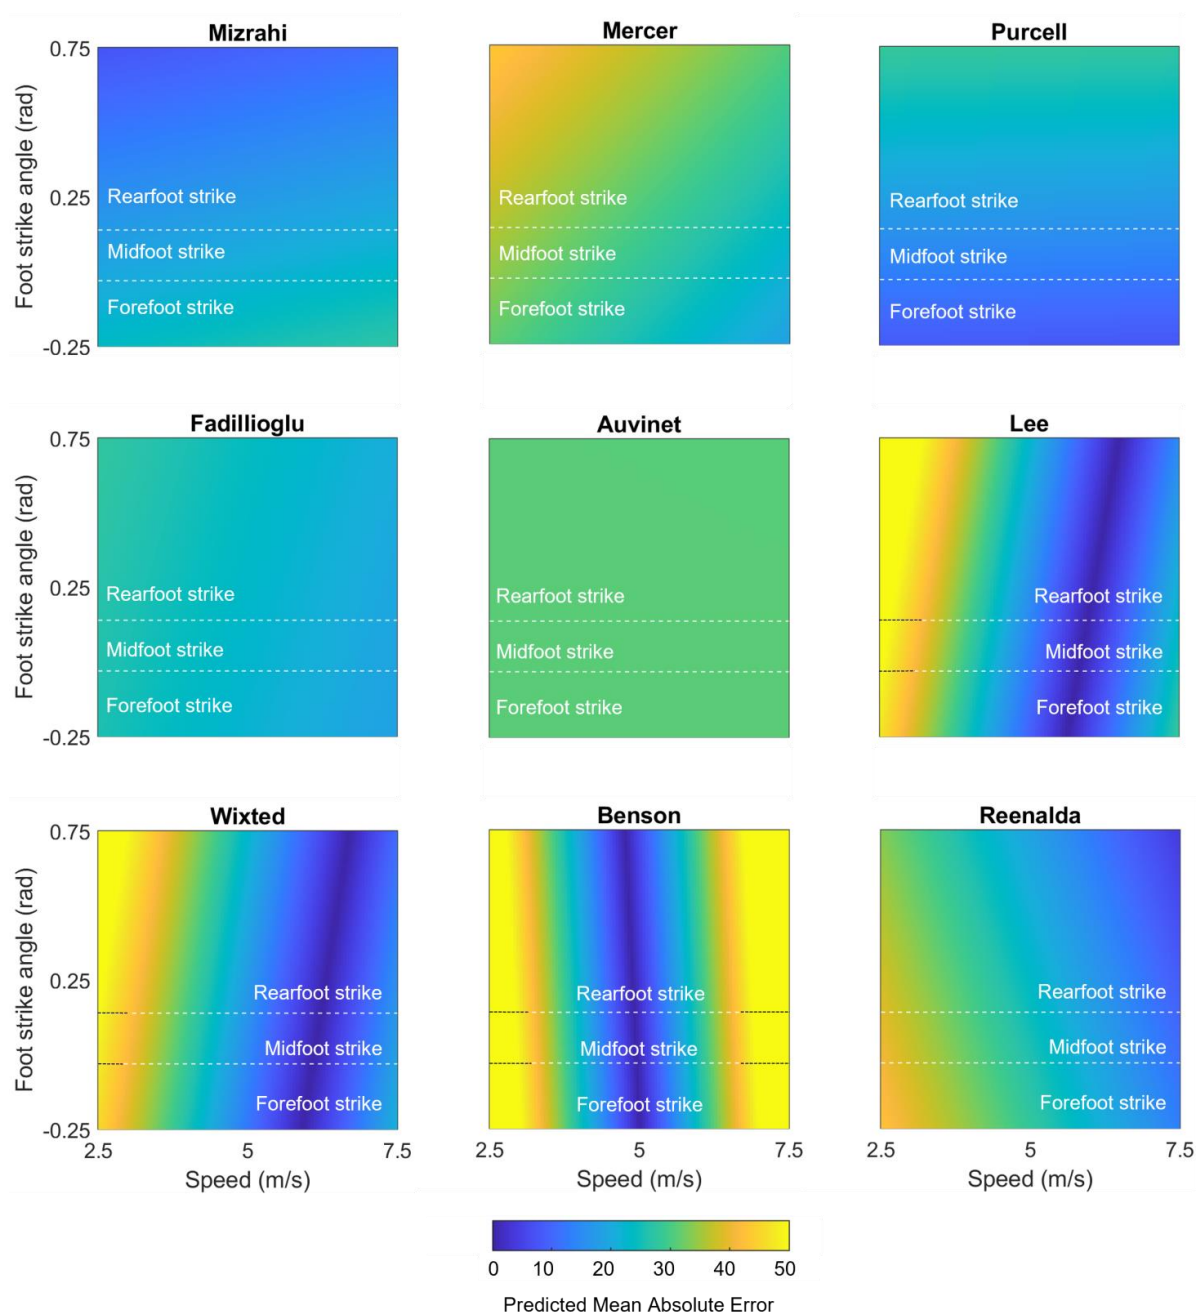 Mizrahi
Mercer
Purcell
Foot strike angle (rad)
0.75
0.25
-0.25
Rearfoot strike
Midfoot strike
Forefoot strike
Rearfoot strike
Midfoot strike
Forefoot strike
Rearfoot strike
Midfoot strike
Forefoot strike
Fadillioglu
Auvinet
Lee
Foot strike angle (rad)
0.75
0.25
-0.25
Rearfoot strike
Midfoot strike
Forefoot strike
Rearfoot strike
Midfoot strike
Forefoot strike
Rearfoot strike
Midfoot strike
Forefoot strike
Wixted
Benson
Reenalda
Foot strike angle (rad)
0.75
0.25
-0.25
Rearfoot strike
Midfoot strike
Forefoot strike
Rearfoot strike
Midfoot strike
Forefoot strike
Rearfoot strike
Midfoot strike
Forefoot strike
2.5 5 7.5
2.5 5 7.5
2.5 5 7.5
Speed (m/s)
Speed (m/s)
Speed (m/s)
0 10 20 30 40 50
Predicted Mean Absolute Error